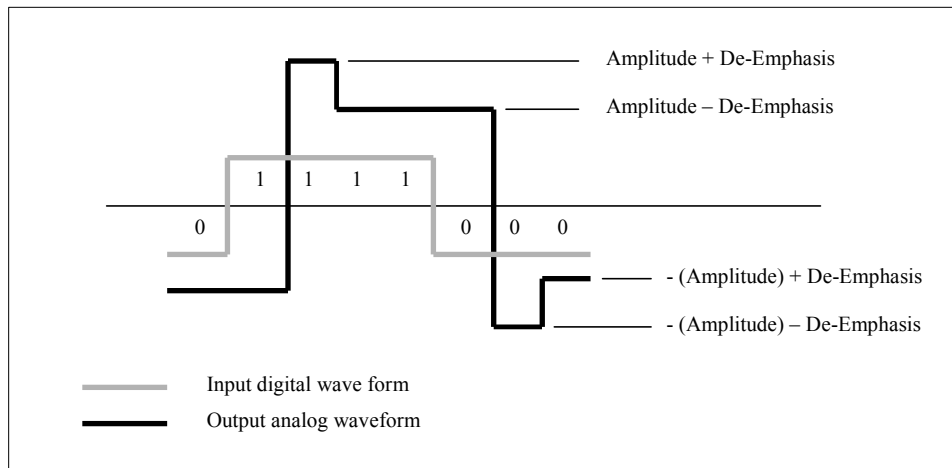 Amplitude + De-Emphasis
Amplitude – De-Emphasis
1 1 1 1
0 0 0 0
- (Amplitude) + De-Emphasis
- (Amplitude) – De-Emphasis
Input digital wave form
Output analog waveform